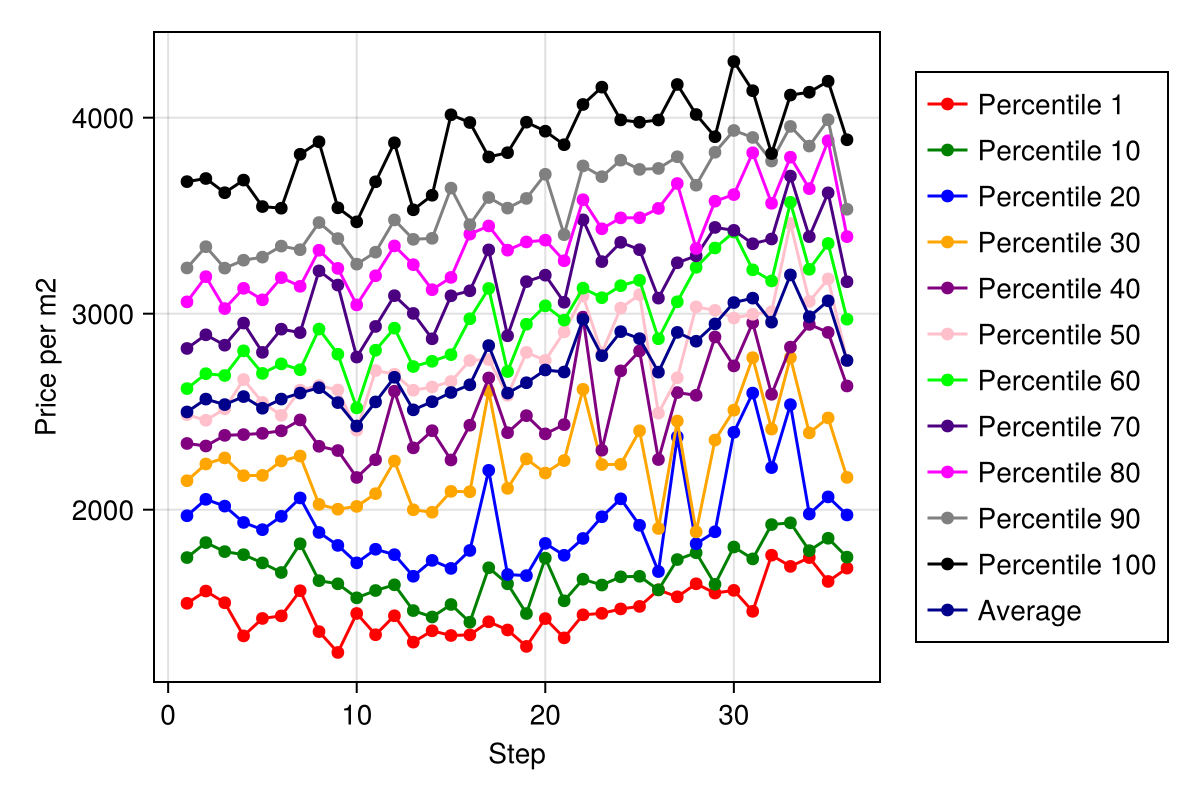 4000
3000
2000
Price per m2
0 10 20 30
Step
Percentile 1
Percentile 10
Percentile 20
Percentile 30
Percentile 40
Percentile 50
Percentile 60
Percentile 70
Percentile 80
Percentile 90
Percentile 100
Average